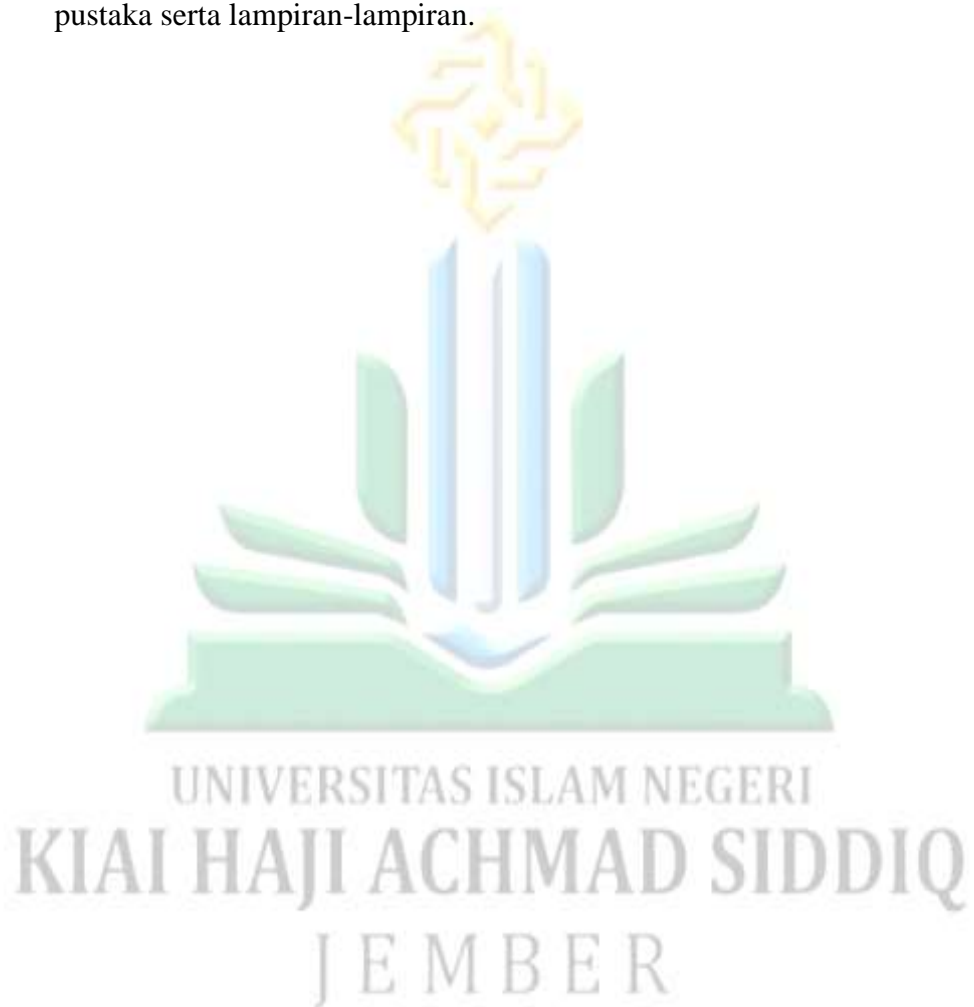 pustaka serta lampiran-lampiran.
UNIVERSITAS ISLAM NEGERI
KIAI HAJI ACHMAD SIDDIQ
JEMBER